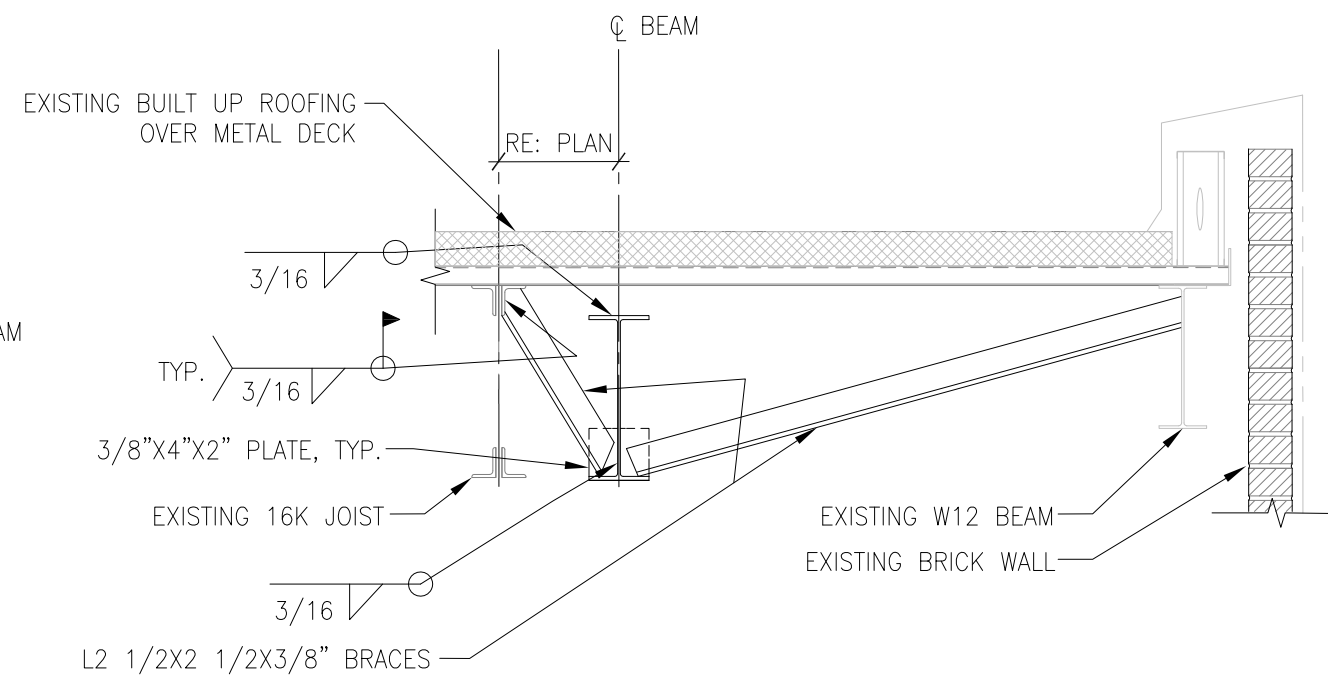 ℄ BEAM
EXISTING BUILT UP ROOFING
OVER METAL DECK
RE: PLAN
3/16
AM
TYP.
3/16
3/8"X4"X2" PLATE, TYP.
EXISTING 16K JOIST
EXISTING W12 BEAM
EXISTING BRICK WALL
3/16
L2 1/2X2 1/2X3/8" BRACES